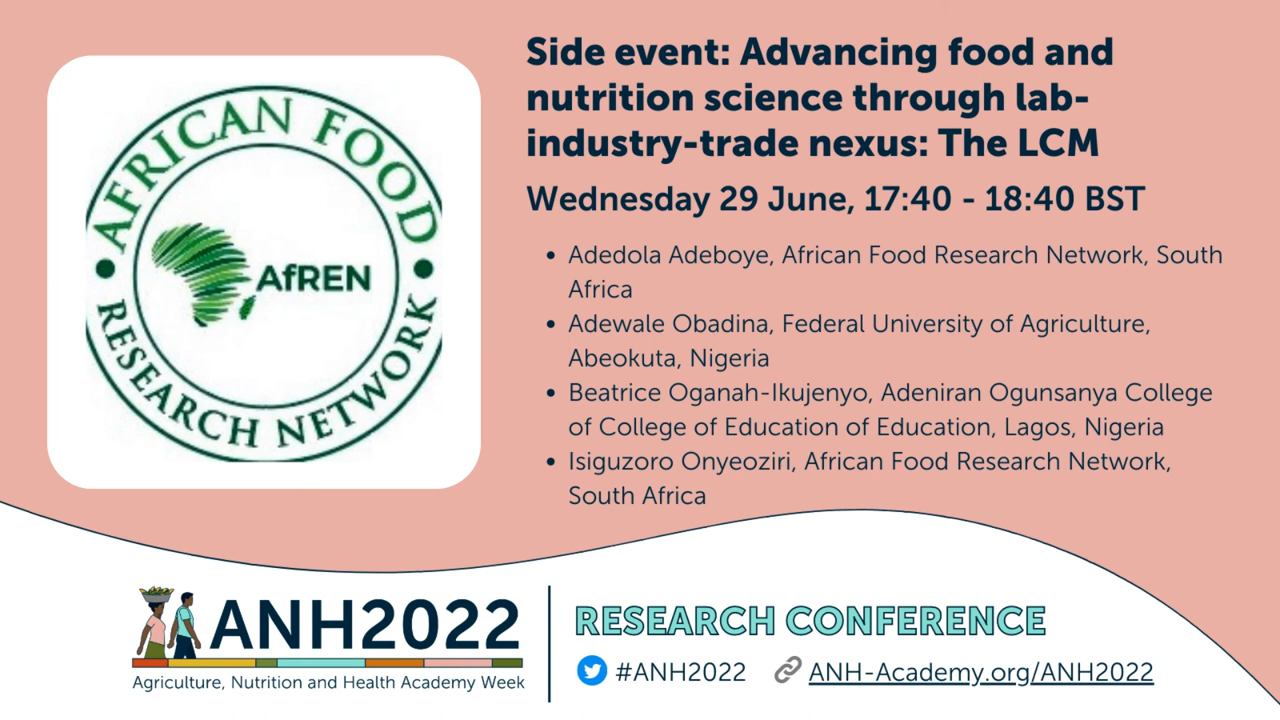 AFRICAN FOOD
AfREN
RESEARCH NETWORK
Side event: Advancing food and
nutrition science through lab-
industry-trade nexus: The LCM
Wednesday 29 June, 17:40 - 18:40 BST
• Adedola Adeboye, African Food Research Network, South
Africa
• Adewale Obadina, Federal University of Agriculture,
Abeokuta, Nigeria
• Beatrice Oganah-Ikujenyo, Adeniran Ogunsanya College
of College of Education of Education, Lagos, Nigeria
• Isiguzoro Onyeoziri, African Food Research Network,
South Africa
ANH2022
Agriculture, Nutrition and Health Academy Week
RESEARCH CONFERENCE
#ANH2022 ANH-Academy.org/ANH2022